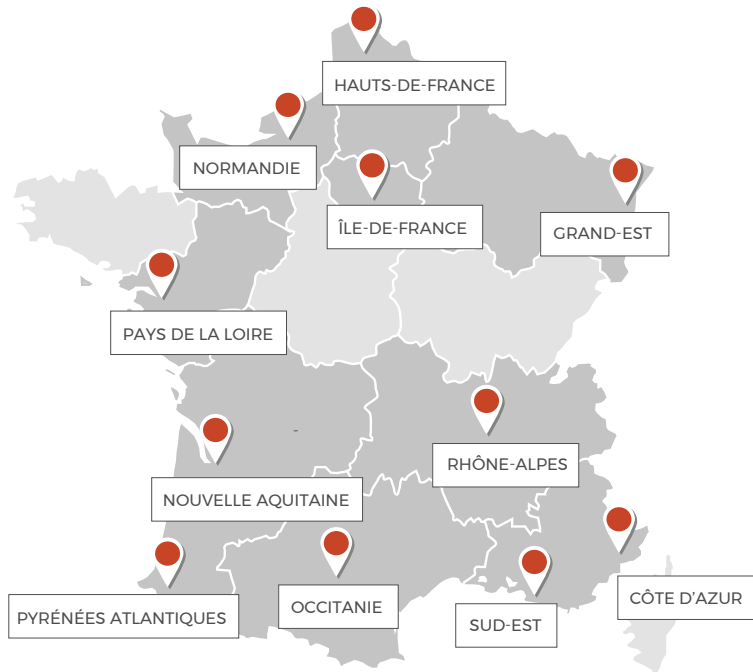 HAUTS-DE-FRANCE
NORMANDIE
ÎLE-DE-FRANCE
GRAND-EST
PAYS DE LA LOIRE
RHÔNE-ALPES
NOUVELLE AQUITAINE
PYRÉNÉES ATLANTIQUES
OCCITANIE
SUD-EST
CÔTE D'AZUR